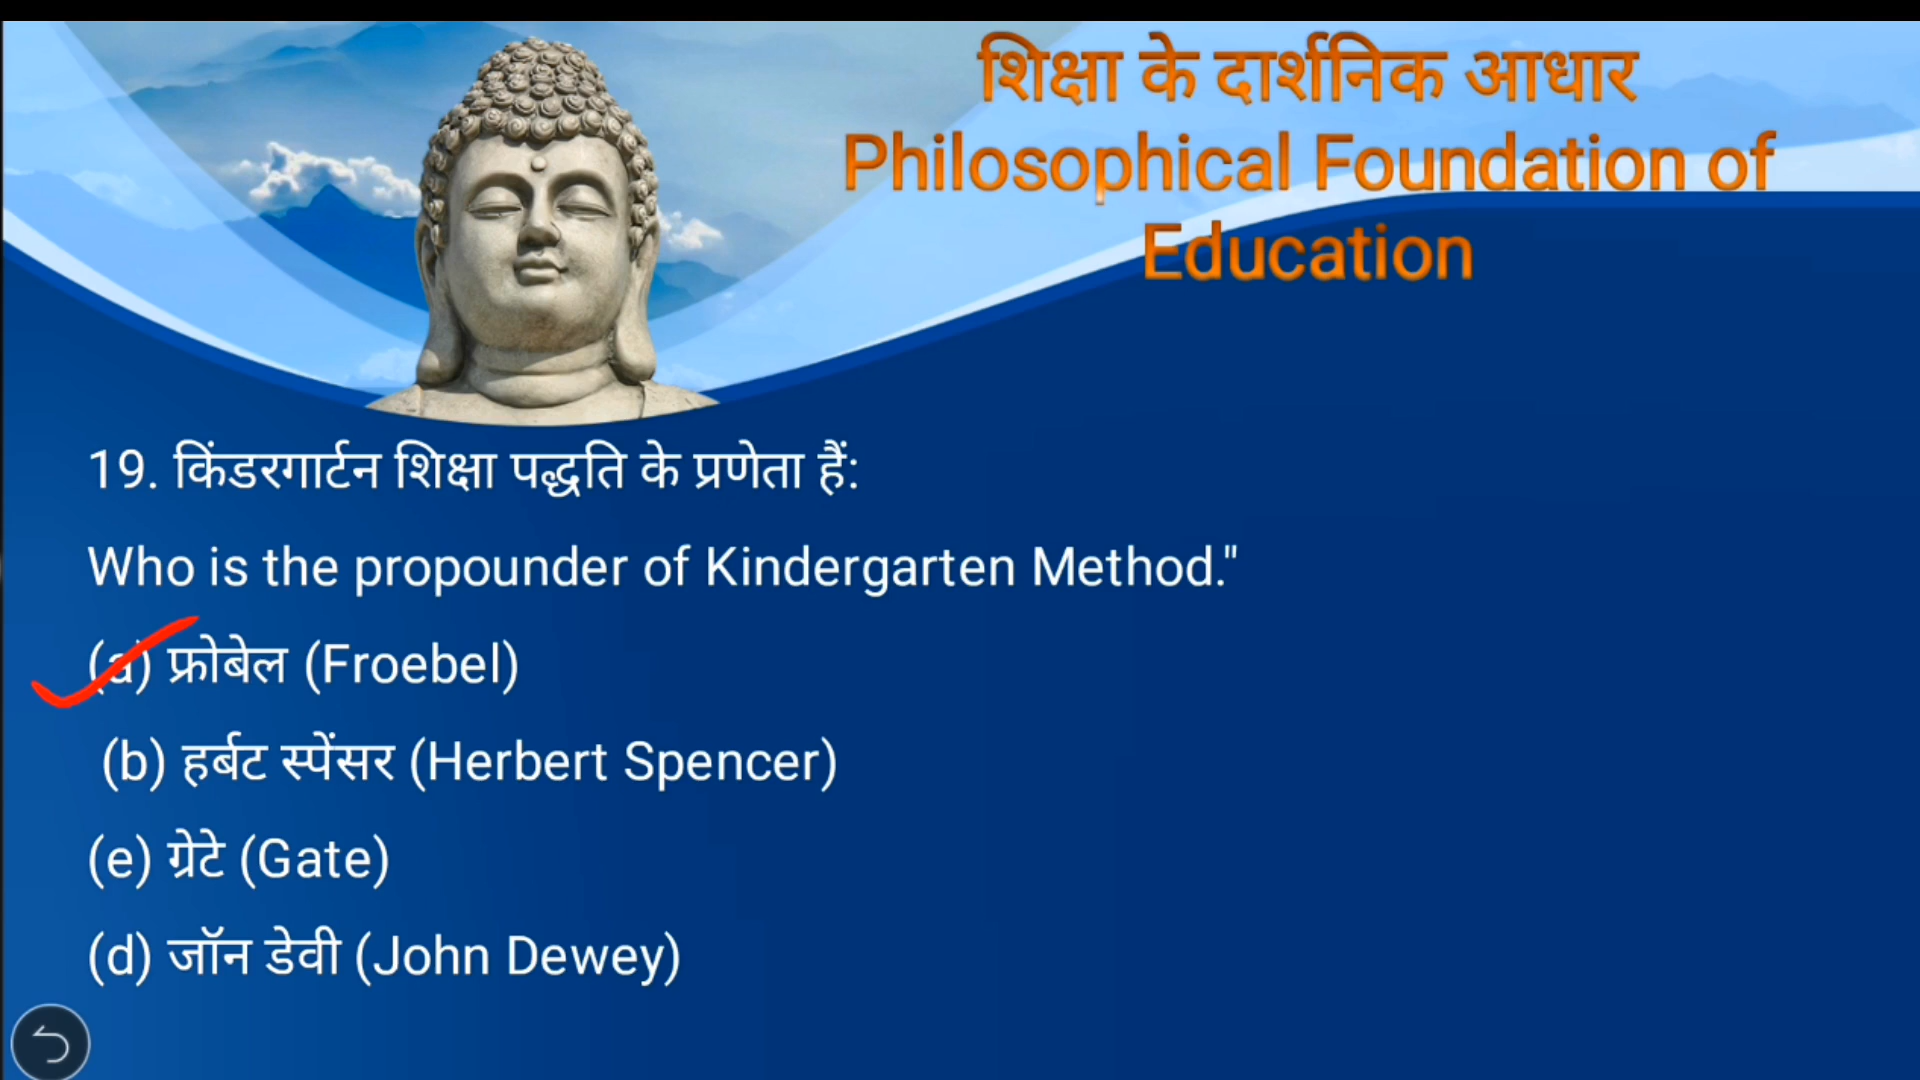 शिक्षा के दार्शनिक आधार
Philosophical Foundation of
Education
19. किंडरगार्टन शिक्षा पद्धति के प्रणेता हैं:
Who is the propounder of Kindergarten Method."
(a) फ्रोबेल (Froebel)
(b) हर्बट स्पेंसर (Herbert Spencer)
(e) ग्रेटे (Gate)
(d) जॉन डेवी (John Dewey)